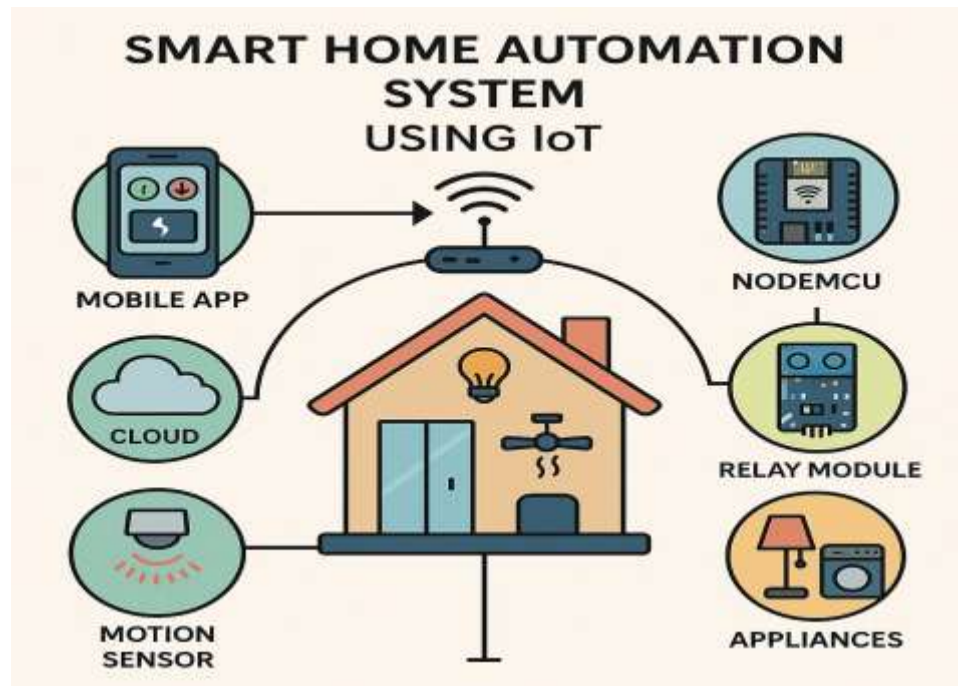 SMART HOME AUTOMATION
SYSTEM
USING IoT
MOBILE APP
NODEMCU
CLOUD
RELAY MODULE
MOTION
SENSOR
APPLIANCES